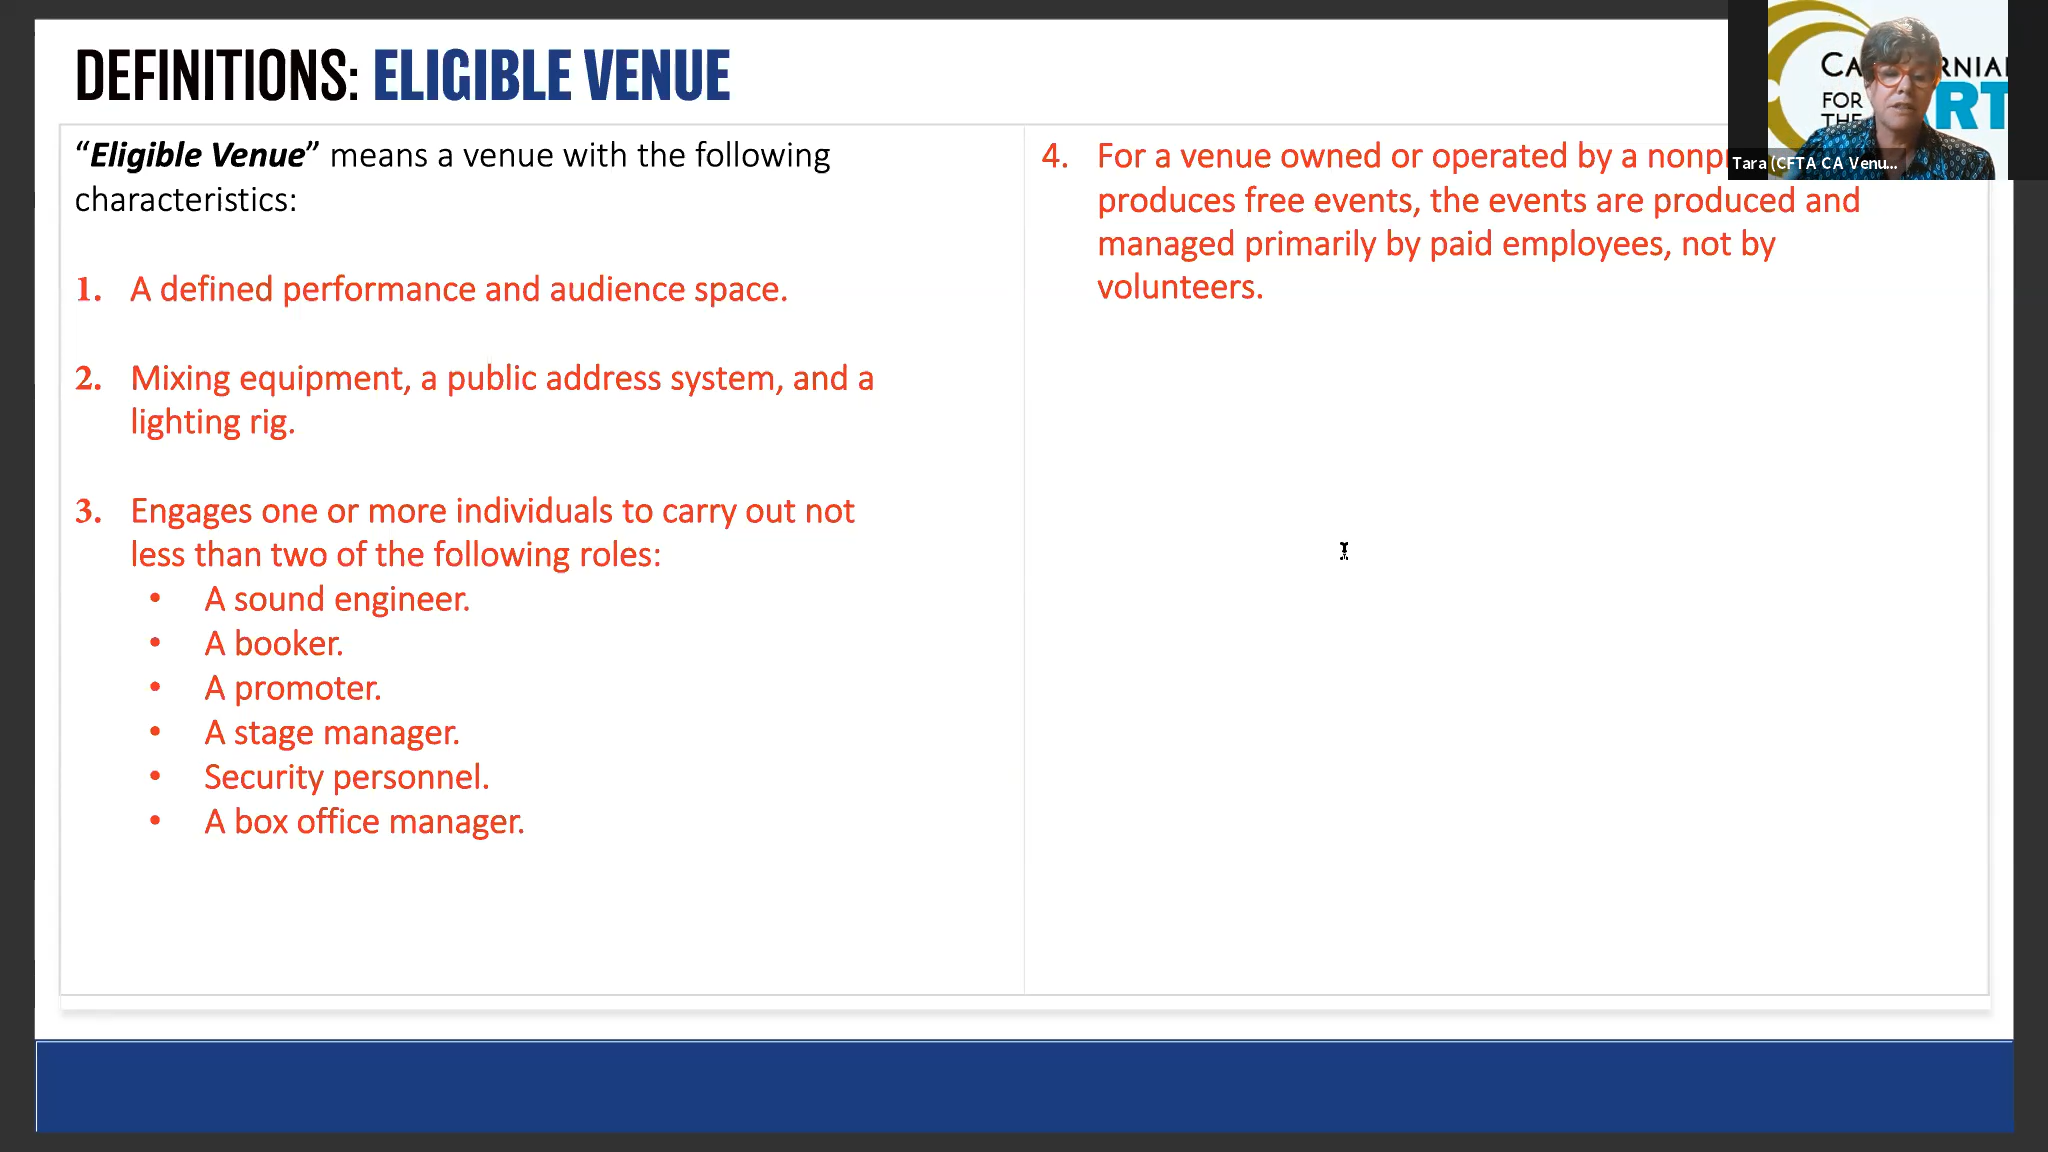 DEFINITIONS: ELIGIBLE VENUE
“Eligible Venue” means a venue with the following
characteristics:
1. A defined performance and audience space.
2. Mixing equipment, a public address system, and a
lighting rig.
3. Engages one or more individuals to carry out not
less than two of the following roles:
• A sound engineer.
• A booker.
• A promoter.
• A stage manager.
• Security personnel.
• A box office manager.
4. For a venue owned or operated by a
produces free events, the events are produced and
managed primarily by paid employees, not by
volunteers.
FOR
THE
Tara (CFTA CA Venu...